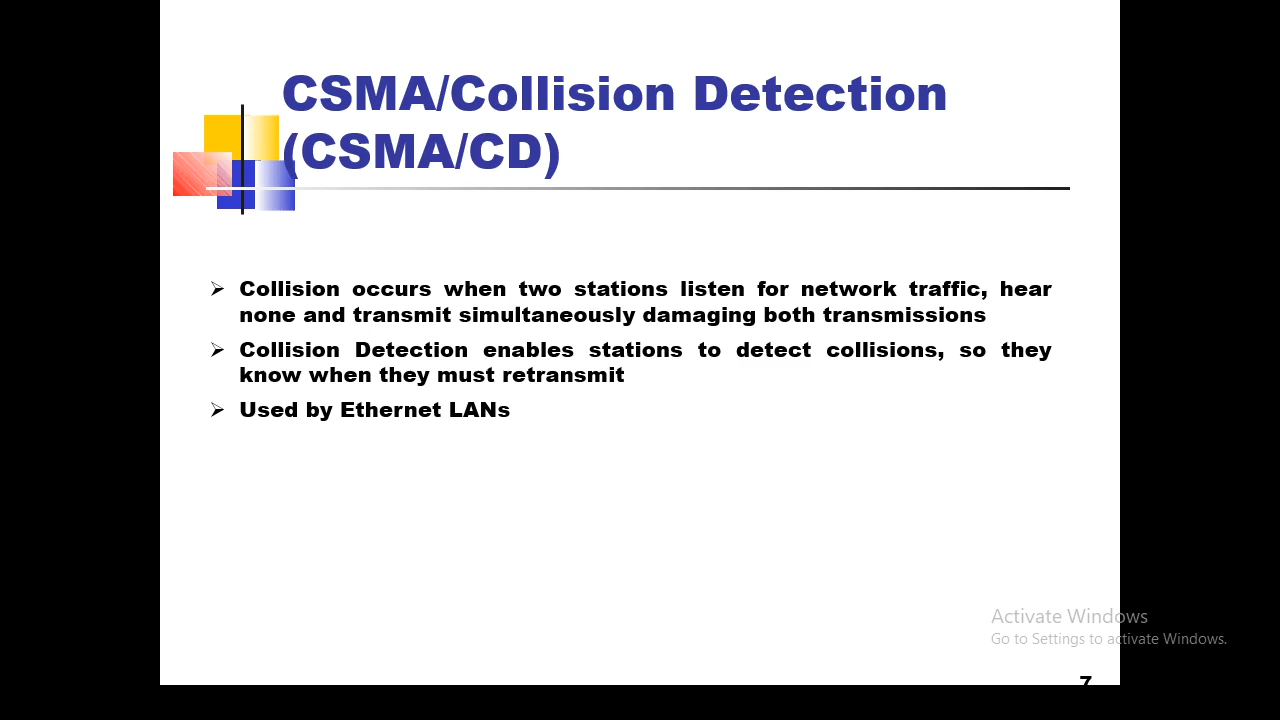 CSMA/Collision Detection
(CSMA/CD)
Collision occurs when two stations listen for network traffic, hear
none and transmit simultaneously damaging both transmissions
Collision Detection enables stations to detect collisions, so they
know when they must retransmit
Used by Ethernet LANs
Activate Windows
Go to Settings to activate Windows.
7